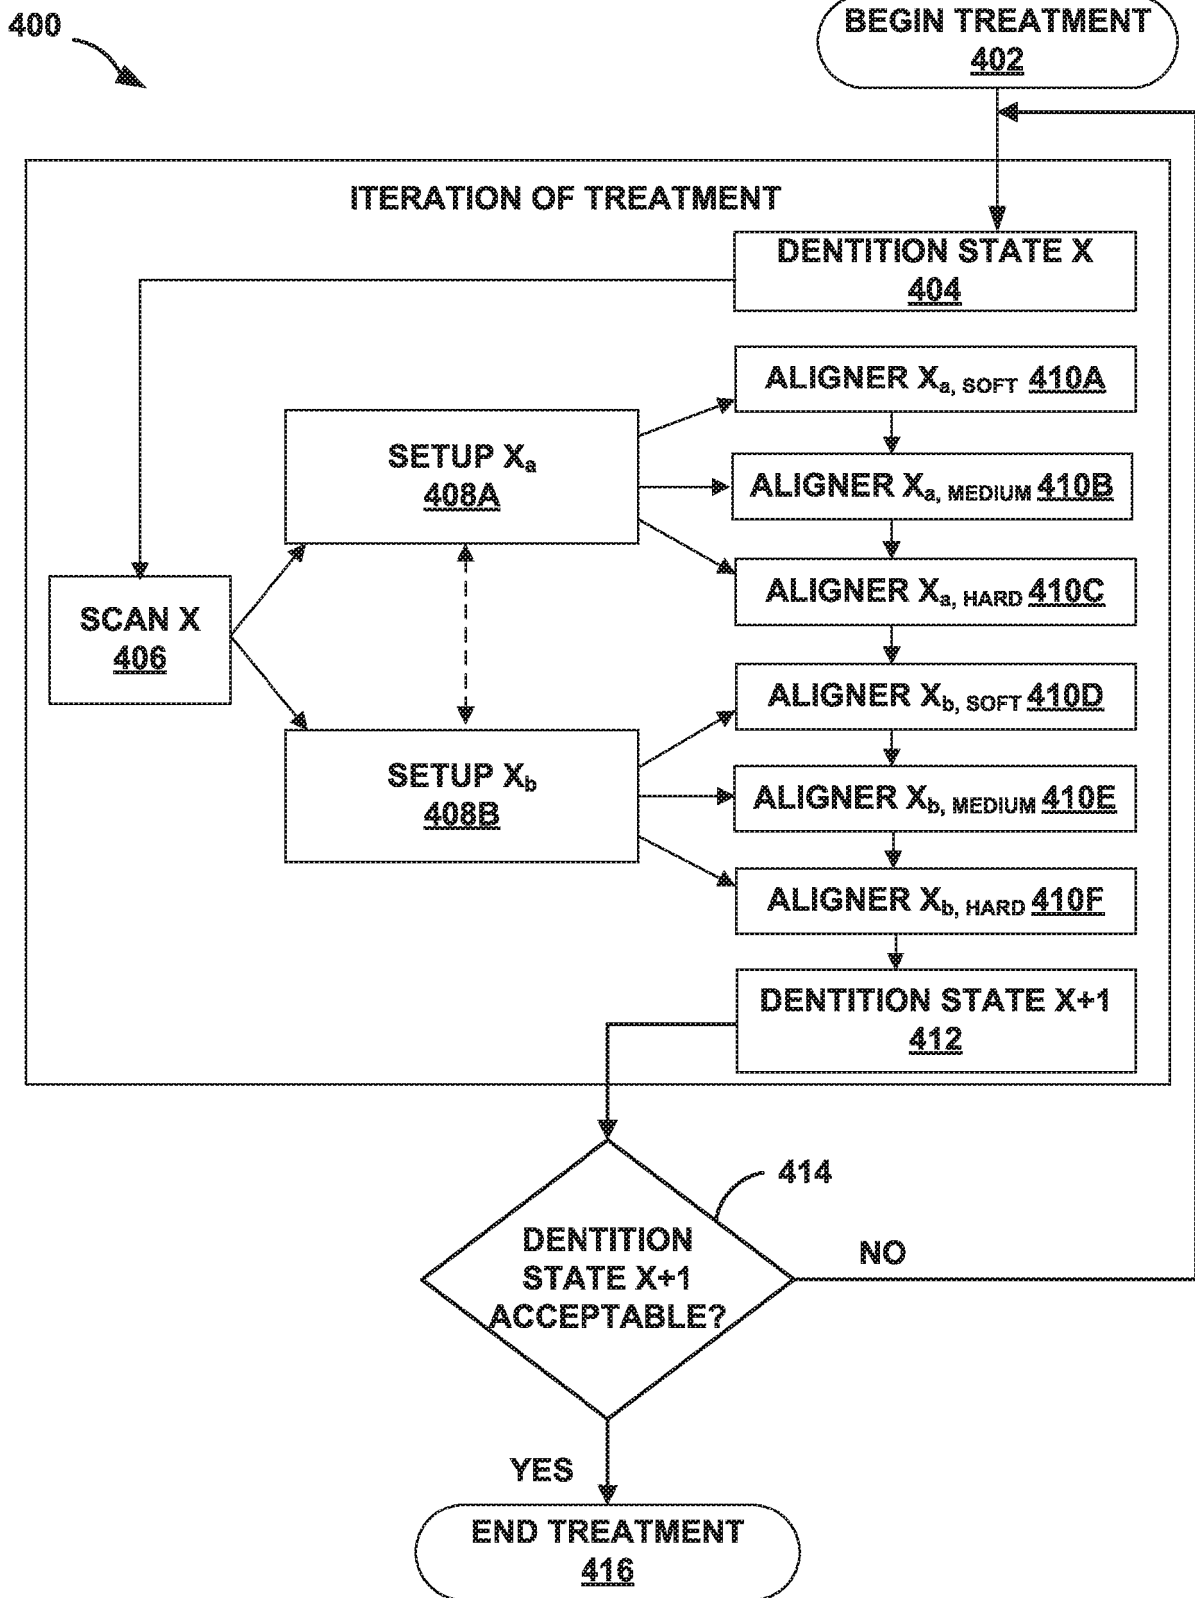 400
BEGIN TREATMENT
402
ITERATION OF TREATMENT
DENTITION STATE X
404
ALIGNER Xa, SOFT 410A
SETUP Xa
408A
ALIGNER Xa, MEDIUM 410B
ALIGNER Xa, HARD 410C
SCAN X
406
ALIGNER Xb, SOFT 410D
SETUP Xb
408B
ALIGNER Xb, MEDIUM 410E
ALIGNER Xb, HARD 410F
DENTITION STATE X+1
412
414
DENTITION
STATE X+1
ACCEPTABLE?
NO
YES
END TREATMENT
416